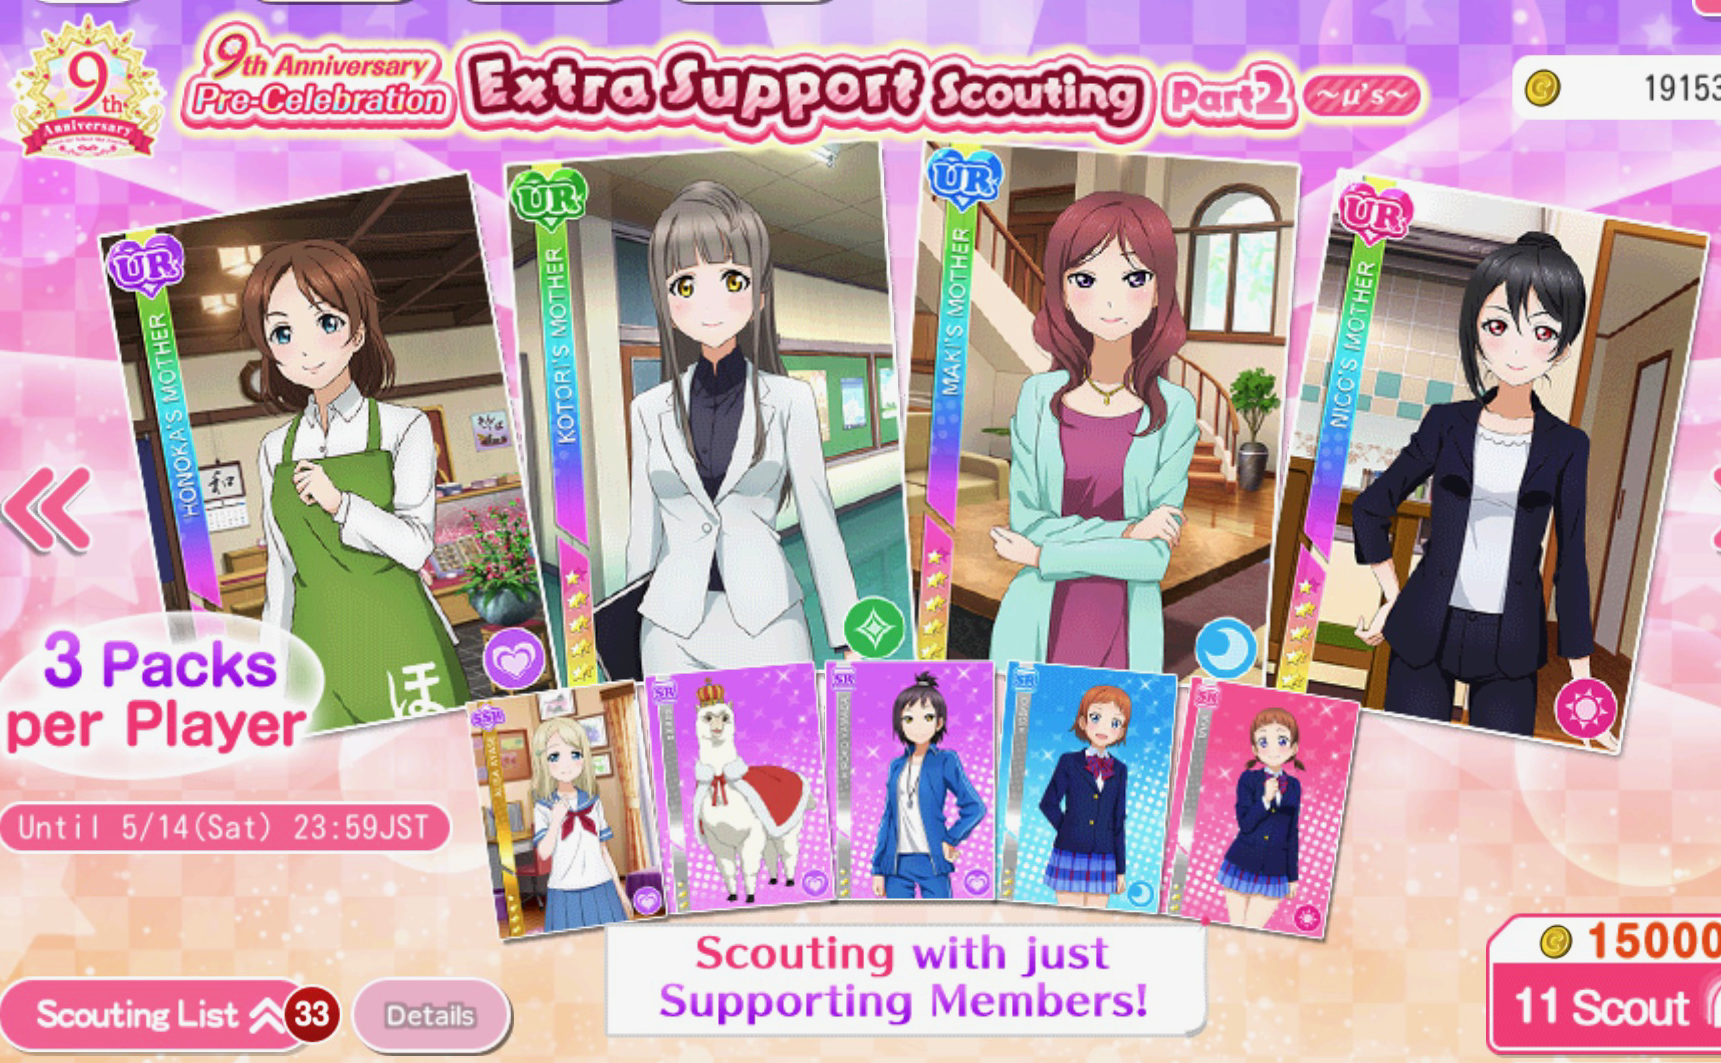 9th
Anniversary
9th Anniversary
Pre-Celebration
Extra Support Scouting Part2 ~μ's~
19153
UR
HONOKA'S MOTHER
UR
KOTORI'S MOTHER
UR
MAKI'S MOTHER
UR
NICO'S MOTHER
和
ほ
3 Packs
per Player
Until 5/14(Sat) 23:59JST
SSR
SR
SR
SR
SR
Scouting with just
Supporting Members!
Scouting List
33
Details
15000
11 Scout